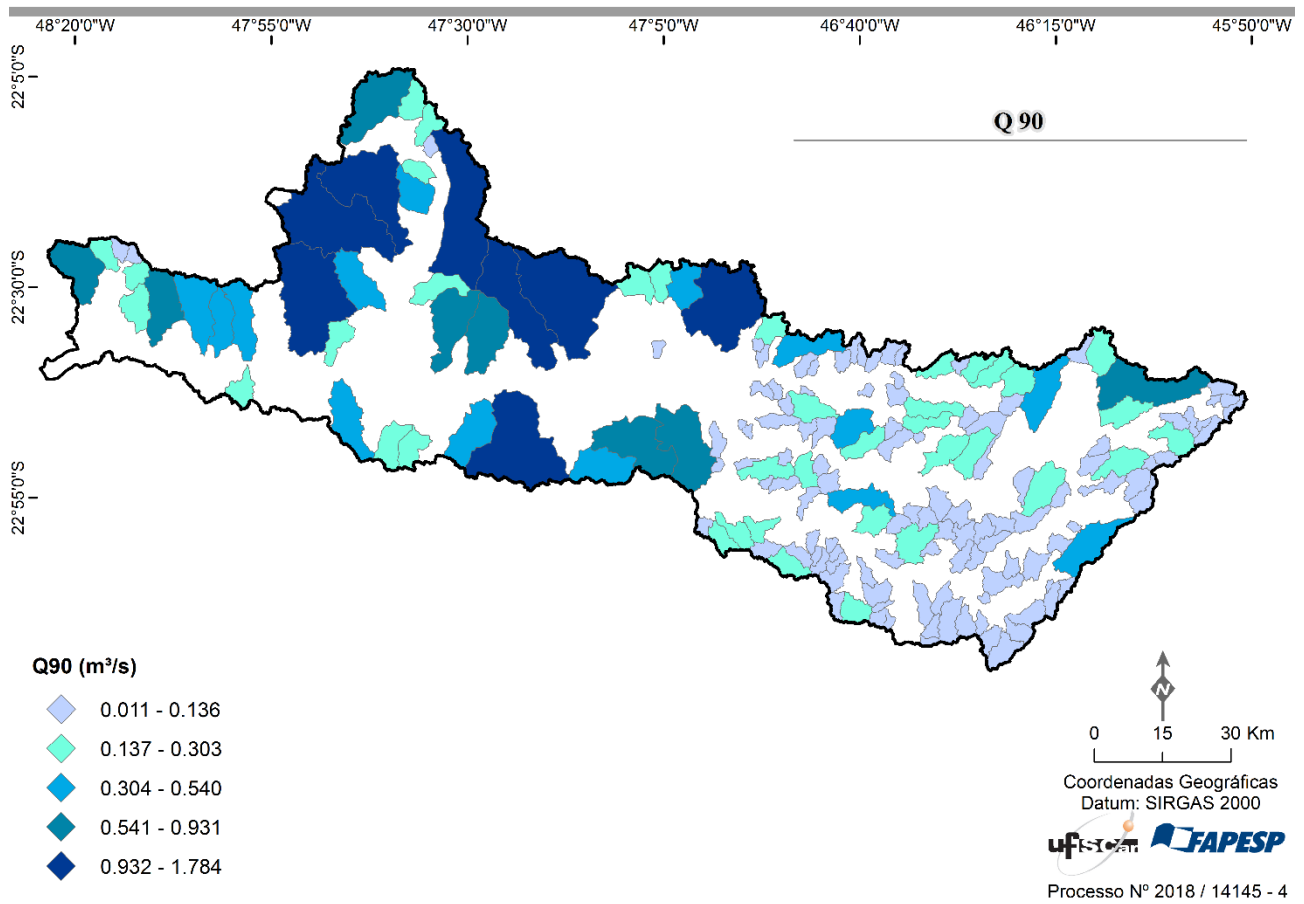 48°20'0"W 47°55'0"W 47°30'0"W 47°5'0"W 46°40'0"W 46°15'0"W 45°50'0"W
22°5'0"S
22°30'0"S
22°55'0"S
Q 90
Q90 (m³/s)
0.011 - 0.136
0.137 - 0.303
0.304 - 0.540
0.541 - 0.931
0.932 - 1.784
N
0 15 30 Km
Coordenadas Geográficas
Datum: SIRGAS 2000
ufscar FAPESP
Processo Nº 2018 / 14145 - 4